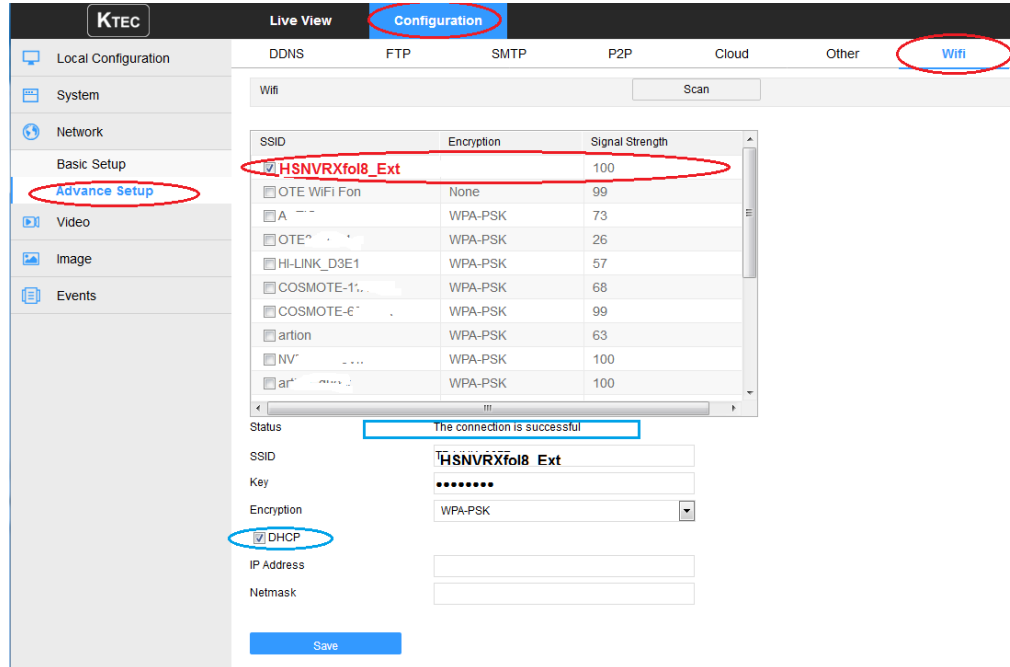 KTEC Live View Configuration
Local Configuration
System
Network
Basic Setup
Advance Setup
Video
Image
Events
DDNS FTP SMTP P2P Cloud Other Wifi
Wifi Scan
SSID Encryption Signal Strength
HSNVRXfol8_Ext 100
OTE WiFi Fon None 99
WPA-PSK 73
WPA-PSK 26
HI-LINK_D3E1 WPA-PSK 57
WPA-PSK 68
WPA-PSK 99
artion WPA-PSK 63
WPA-PSK 100
WPA-PSK 100
Status The connection is successful
SSID HSNVRXfol8_Ext
Key ••••••••
Encryption WPA-PSK
DHCP
IP Address
Netmask
Save